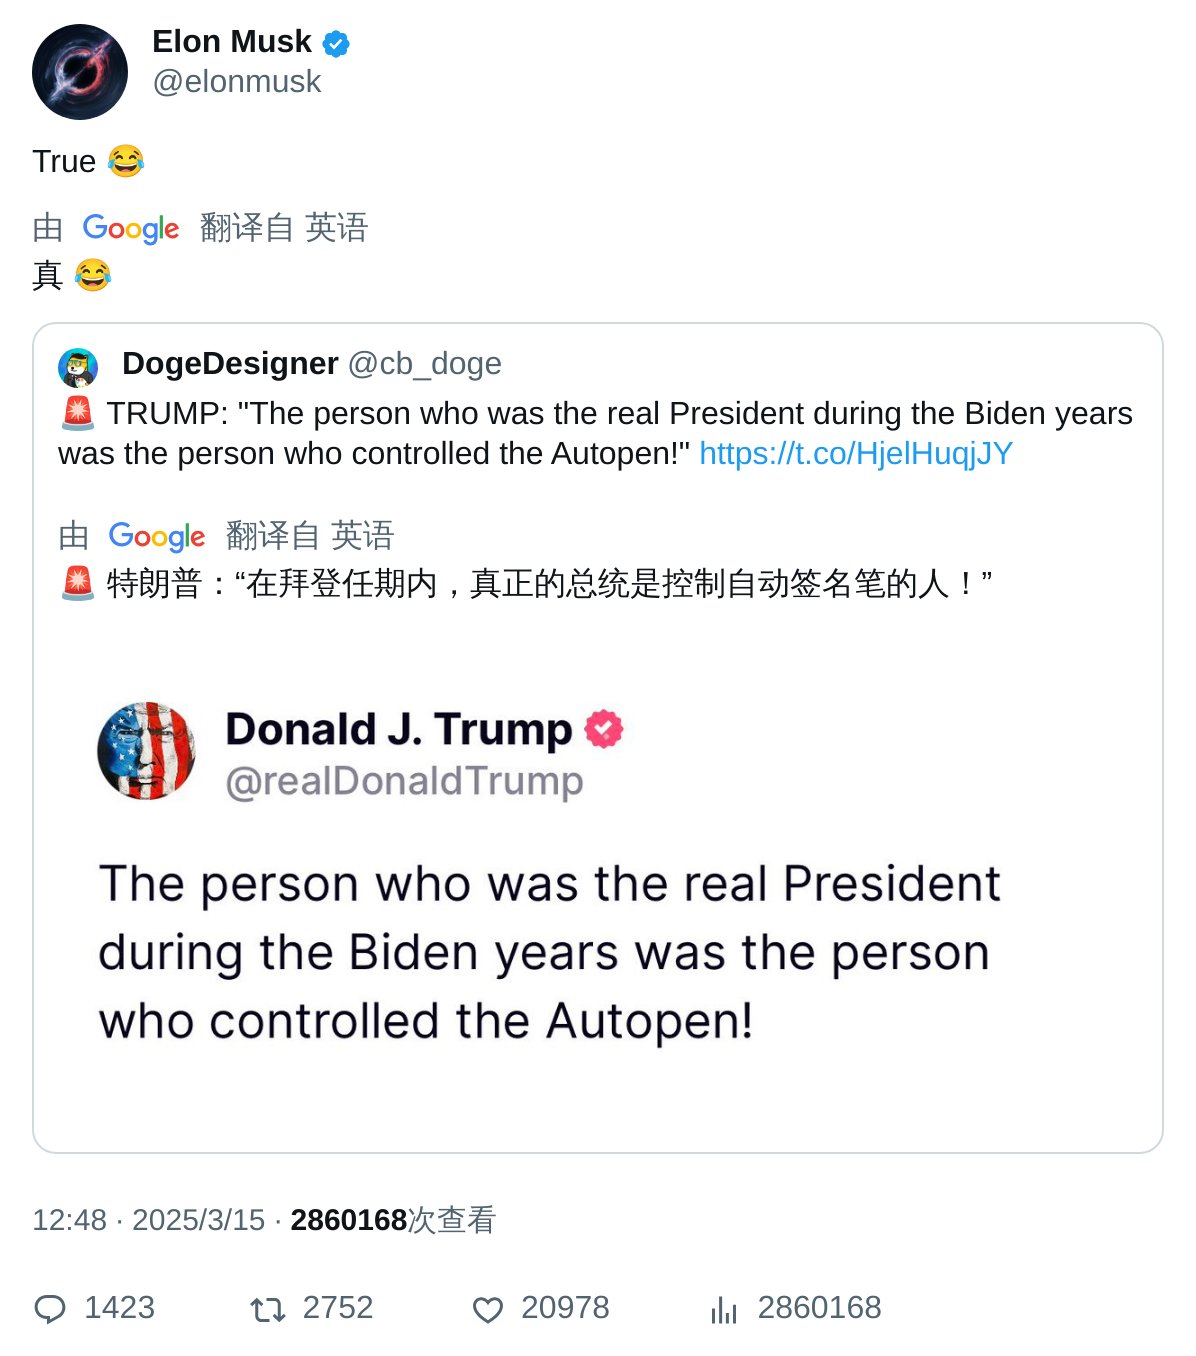 Elon Musk
@elonmusk
True 😂
由 Google 翻译自 英语
真 😂
DogeDesigner @cb_doge
🚨 TRUMP: "The person who was the real President during the Biden years
was the person who controlled the Autopen!" https://t.co/HjelHuqjJY
由 Google 翻译自 英语
🚨 特朗普：“在拜登任期内，真正的总统是控制自动签名笔的人！”
Donald J. Trump
@realDonaldTrump
The person who was the real President
during the Biden years was the person
who controlled the Autopen!
12:48 · 2025/3/15 · 2860168次查看
1423 2752 20978 2860168